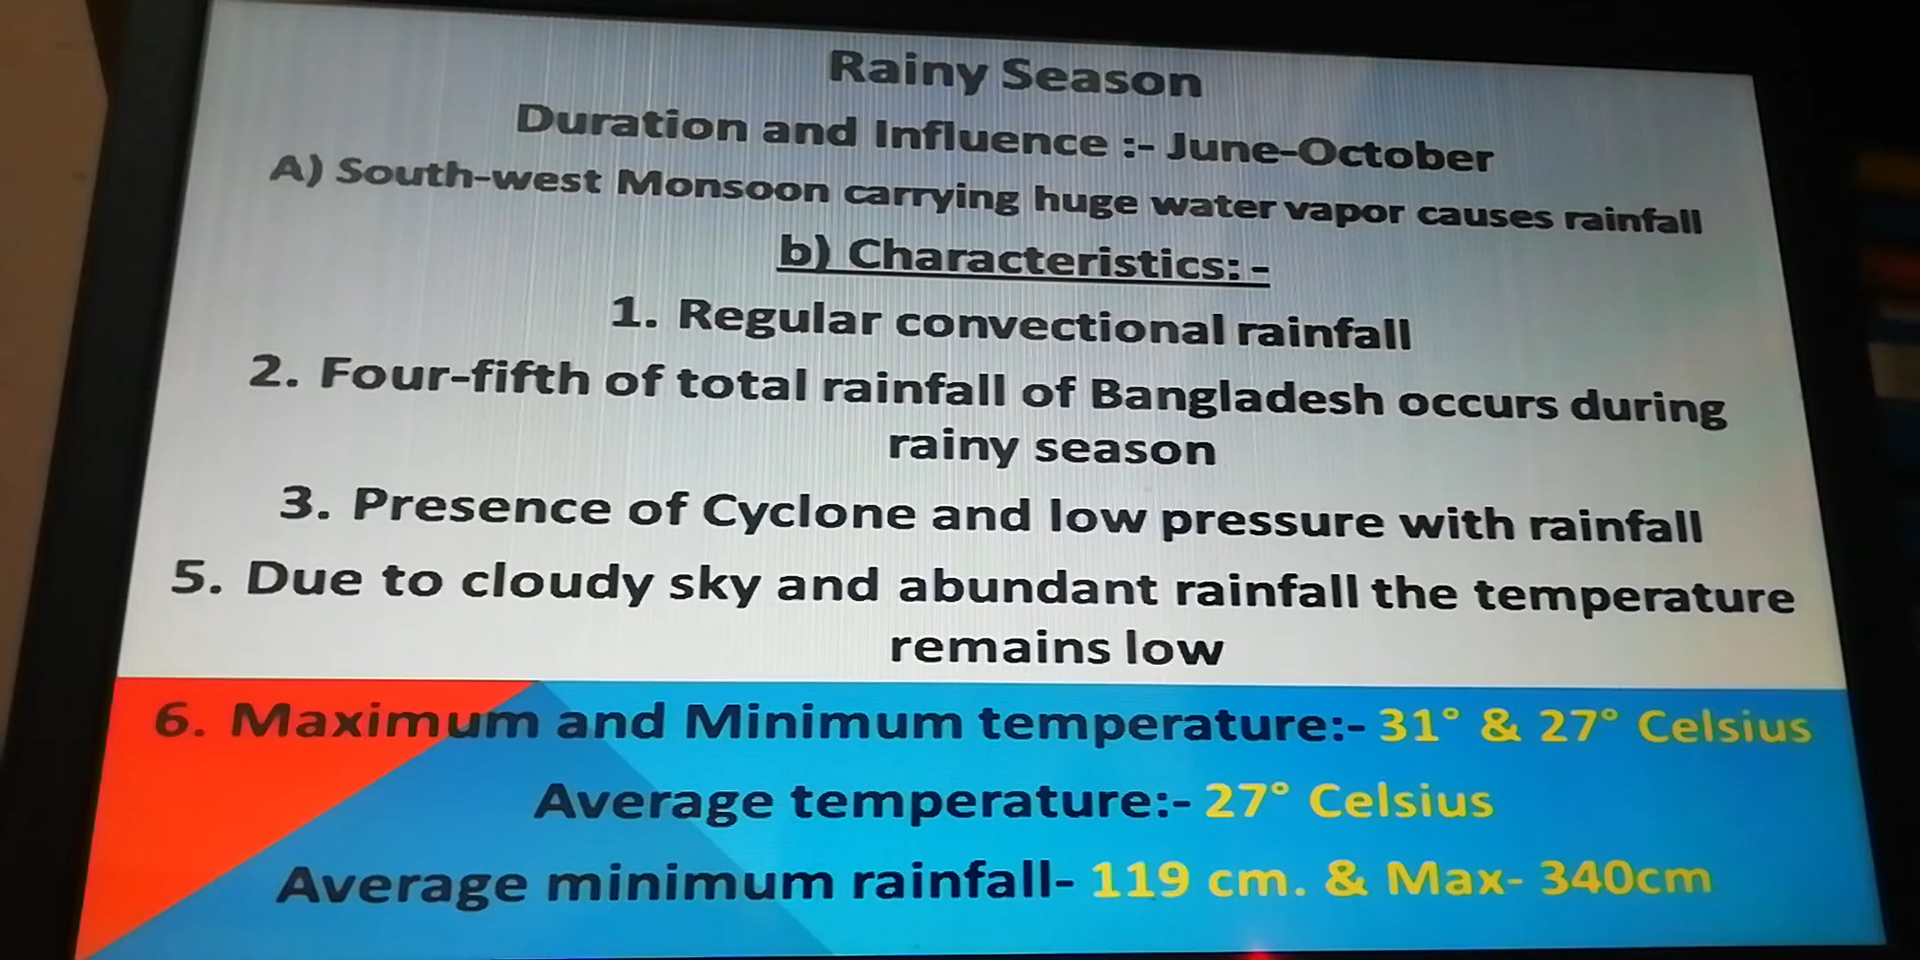 Rainy Season
Duration and Influence :- June-October
A) South-west Monsoon carrying huge water vapor causes rainfall
b) Characteristics: -
1. Regular convectional rainfall
2. Four-fifth of total rainfall of Bangladesh occurs during
rainy season
3. Presence of Cyclone and low pressure with rainfall
5. Due to cloudy sky and abundant rainfall the temperature
remains low
6. Maximum and Minimum temperature:- 31° & 27° Celsius
Average temperature:- 27° Celsius
Average minimum rainfall- 119 cm. & Max- 340cm